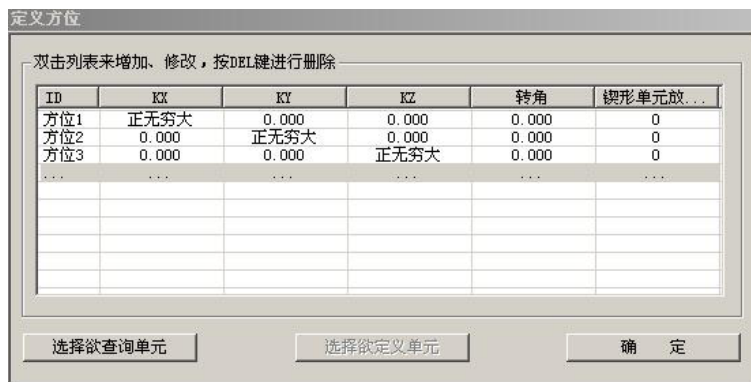 定义方位
双击列表来增加、修改，按DEL键进行删除
ID KX KY KZ 转角 锲形单元放...
方位1 正无穷大 0.000 0.000 0.000 0
方位2 0.000 正无穷大 0.000 0.000 0
方位3 0.000 0.000 正无穷大 0.000 0
... ... ... ... ... ...
选择欲查询单元 选择欲定义单元 确 定